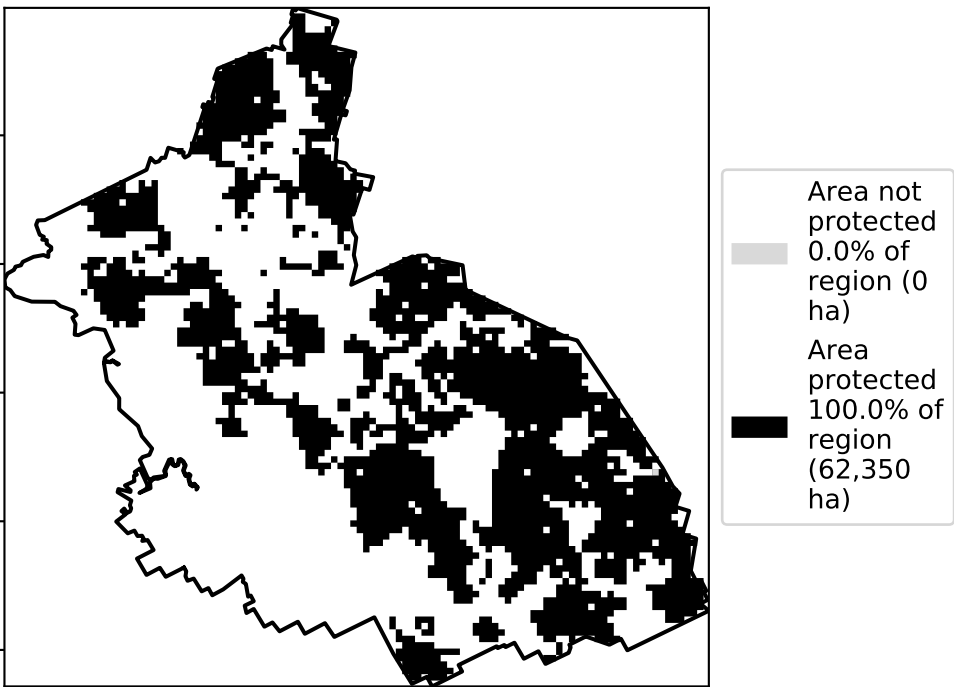 Area not
protected
0.0% of
region (0
ha)
Area
protected
100.0% of
region
(62,350
ha)